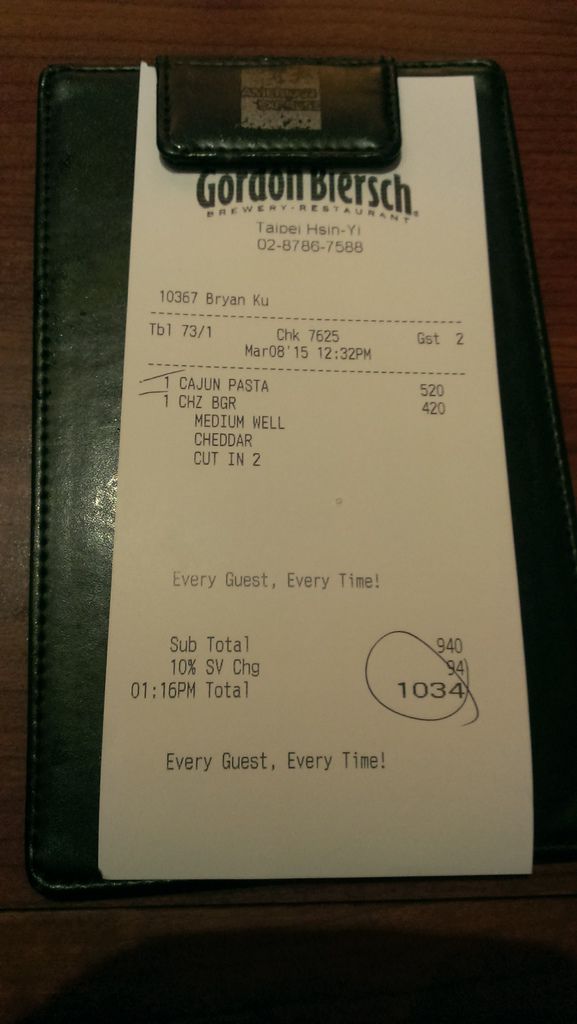 AMERICAN
EXPRESS
Gordon Biersch
BREWERY-RESTAURANT
Taipei Hsin-Yi
02-8786-7588
10367 Bryan Ku
Tbl 73/1 Chk 7625 Gst 2
Mar08'15 12:32PM
1 CAJUN PASTA 520
1 CHZ BGR 420
MEDIUM WELL
CHEDDAR
CUT IN 2
Every Guest, Every Time!
Sub Total 940
10% SV Chg 94
01:16PM Total 1034
Every Guest, Every Time!